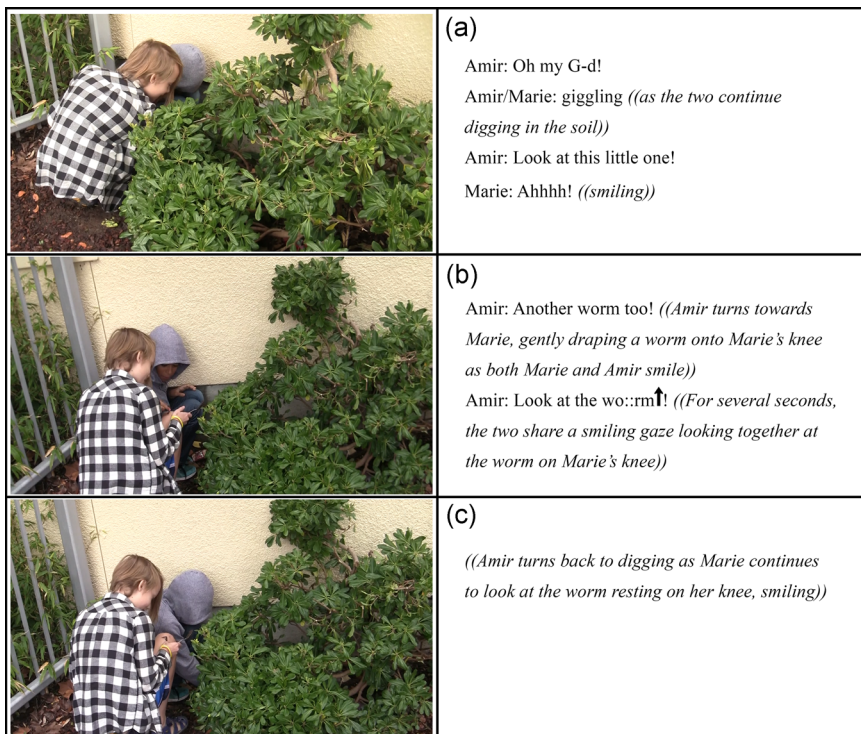 (a)
Amir: Oh my G-d!
Amir/Marie: giggling ((as the two continue
digging in the soil))
Amir: Look at this little one!
Marie: Ahhhh! ((smiling))
(b)
Amir: Another worm too! ((Amir turns towards
Marie, gently draping a worm onto Marie’s knee
as both Marie and Amir smile))
Amir: Look at the wo::rm⬆! ((For several seconds,
the two share a smiling gaze looking together at
the worm on Marie’s knee))
(c)
((Amir turns back to digging as Marie continues
to look at the worm resting on her knee, smiling))